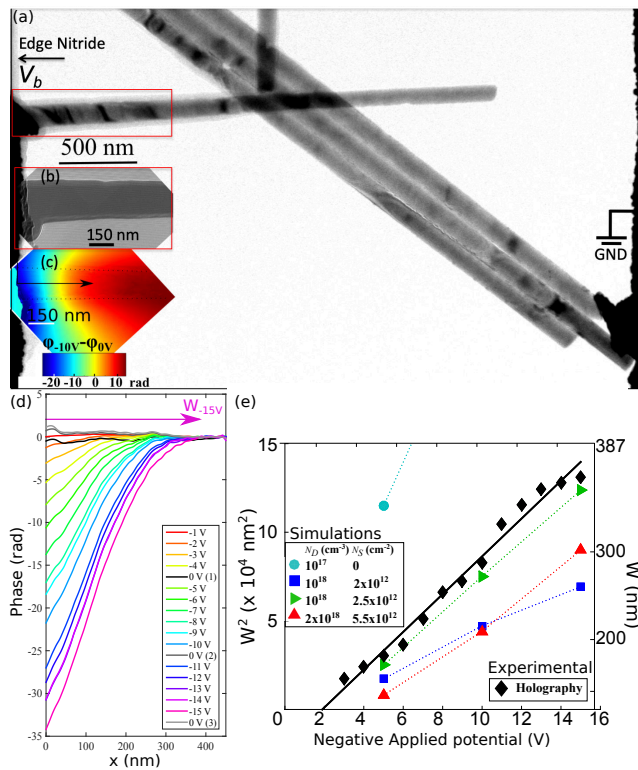 (a)
Edge Nitride
V_b
500 nm
(b)
150 nm
(c)
150 nm
φ-10V-φ0V
-20 -10 0 10 rad
GND
(d)
W-15V
Phase (rad)
5
0
-5
-10
-15
-20
-25
-30
-35
0 100 200 300 400
x (nm)
-1 V
-2 V
-3 V
-4 V
0 V (1)
-5 V
-6 V
-7 V
-8 V
-9 V
-10 V
0 V (2)
-11 V
-12 V
-13 V
-14 V
-15 V
0 V (3)
(e)
W² (x 10⁴ nm²)
15
10
5
0 2 4 6 8 10 12 14 16
Negative Applied potential (V)
387
300
200
W (nm)
Simulations
N_D (cm⁻³) N_S (cm⁻²)
10¹⁷ 0
10¹⁸ 2x10¹²
10¹⁸ 2.5x10¹²
2x10¹⁸ 5.5x10¹²
Experimental
Holography